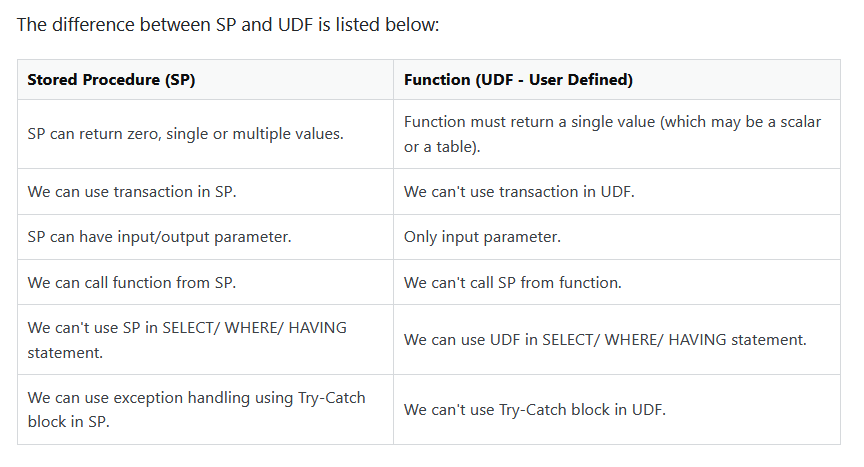 The difference between SP and UDF is listed below:
Stored Procedure (SP)
Function (UDF - User Defined)
SP can return zero, single or multiple values.
Function must return a single value (which may be a scalar
or a table).
We can use transaction in SP.
We can't use transaction in UDF.
SP can have input/output parameter.
Only input parameter.
We can call function from SP.
We can't call SP from function.
We can't use SP in SELECT/ WHERE/ HAVING
statement.
We can use UDF in SELECT/ WHERE/ HAVING statement.
We can use exception handling using Try-Catch
block in SP.
We can't use Try-Catch block in UDF.